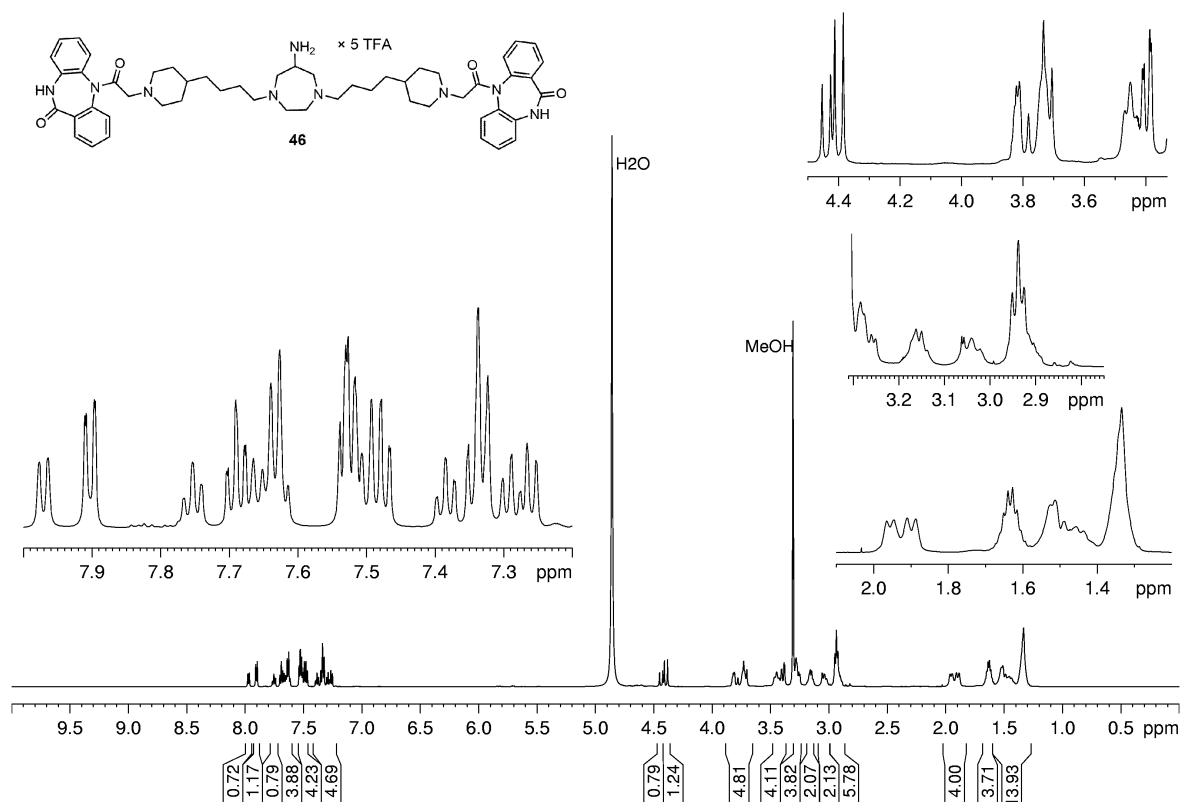 NH2 × 5 TFA
O
N
HN
N
O
N
N
N
O
N
O
NH
46
H2O
MeOH
4.4 4.2 4.0 3.8 3.6 ppm
3.2 3.1 3.0 2.9 ppm
2.0 1.8 1.6 1.4 ppm
7.9 7.8 7.7 7.6 7.5 7.4 7.3 ppm
9.5 9.0 8.5 8.0 7.5 7.0 6.5 6.0 5.5 5.0 4.5 4.0 3.5 3.0 2.5 2.0 1.5 1.0 0.5 ppm
0.72 1.17 0.79 3.88 4.23 4.69 0.79 1.24 4.81 4.11 3.82 2.07 2.13 5.78 4.00 3.71